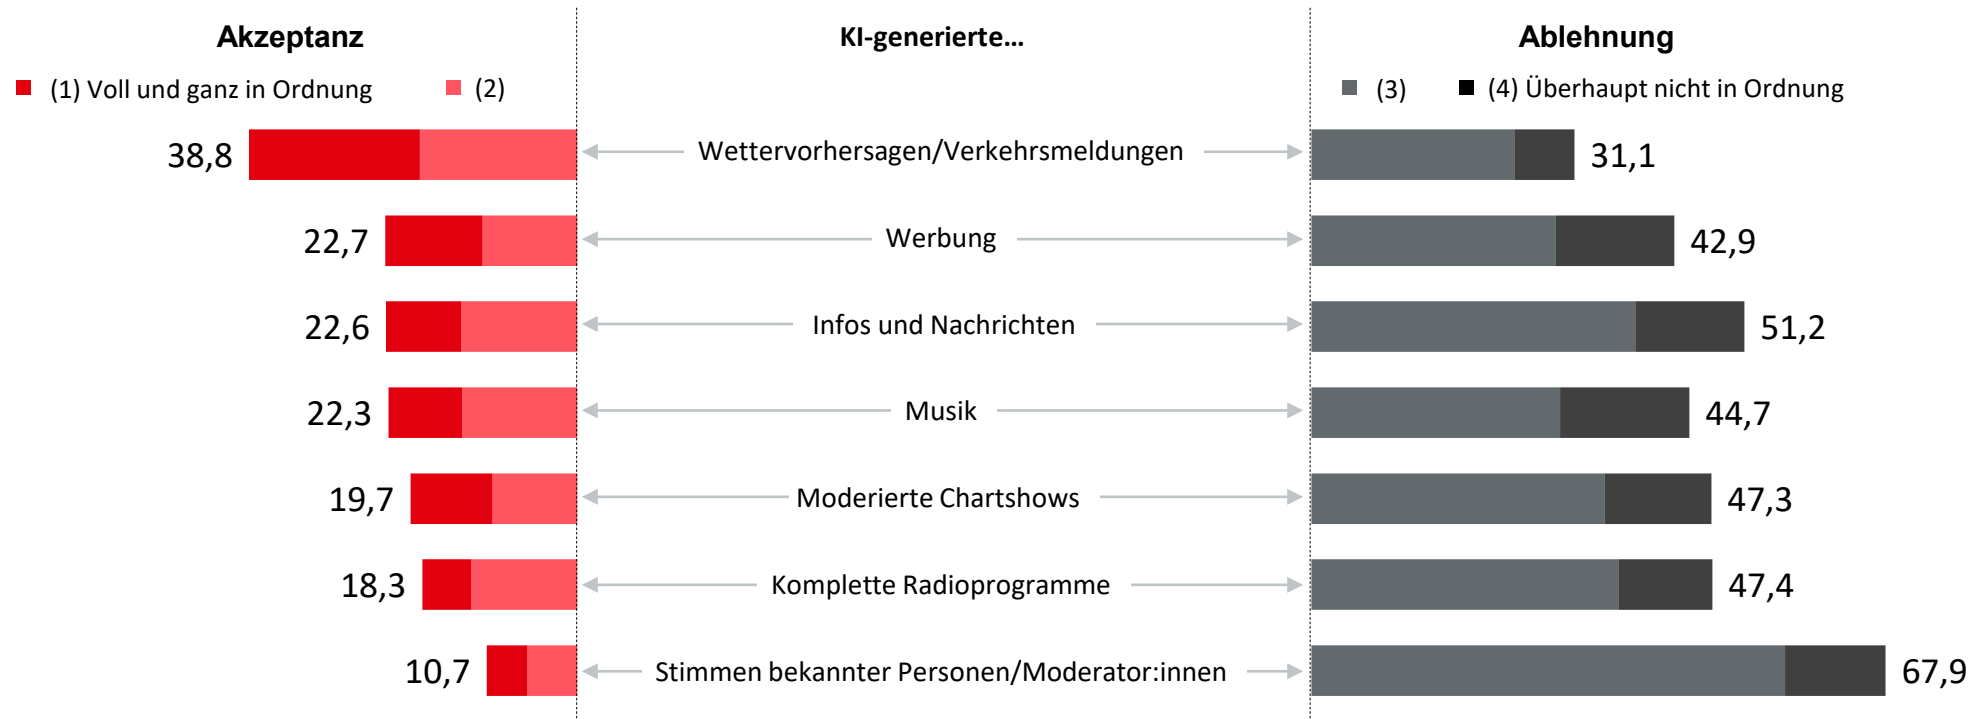 Akzeptanz KI-generierte... Ablehnung
(1) Voll und ganz in Ordnung (2) (3) (4) Überhaupt nicht in Ordnung
38,8 Wettervorhersagen/Verkehrsmeldungen 31,1
22,7 Werbung 42,9
22,6 Infos und Nachrichten 51,2
22,3 Musik 44,7
19,7 Moderierte Chartshows 47,3
18,3 Komplette Radioprogramme 47,4
10,7 Stimmen bekannter Personen/Moderator:innen 67,9